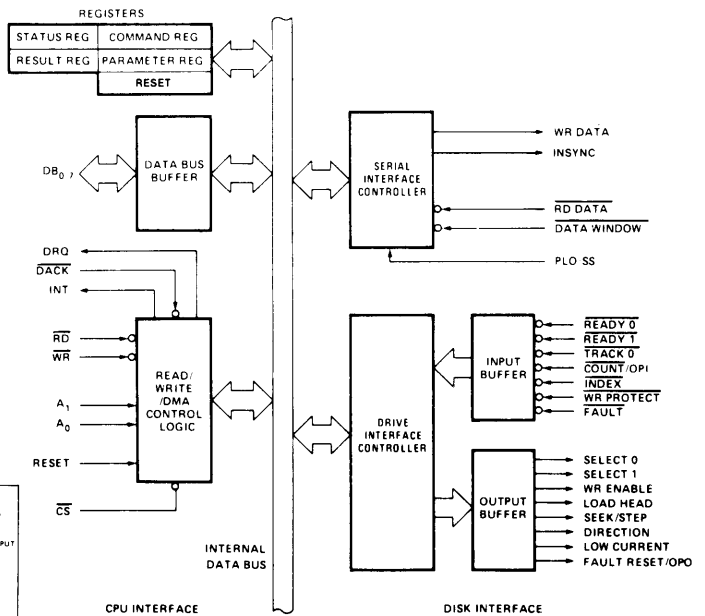 REGISTERS
STATUS REG
COMMAND REG
RESULT REG
PARAMETER REG
RESET
DB0-7
DATA BUS
BUFFER
DRQ
DACK
INT
RD
WR
A1
A0
RESET
CS
READ/
WRITE
/DMA
CONTROL
LOGIC
INTERNAL
DATA BUS
CPU INTERFACE
SERIAL
INTERFACE
CONTROLLER
WR DATA
INSYNC
RD DATA
DATA WINDOW
PLO SS
DRIVE
INTERFACE
CONTROLLER
INPUT
BUFFER
READY 0
READY 1
TRACK 0
COUNT/OPI
INDEX
WR PROTECT
FAULT
OUTPUT
BUFFER
SELECT 0
SELECT 1
WR ENABLE
LOAD HEAD
SEEK/STEP
DIRECTION
LOW CURRENT
FAULT RESET/OPO
DISK INTERFACE